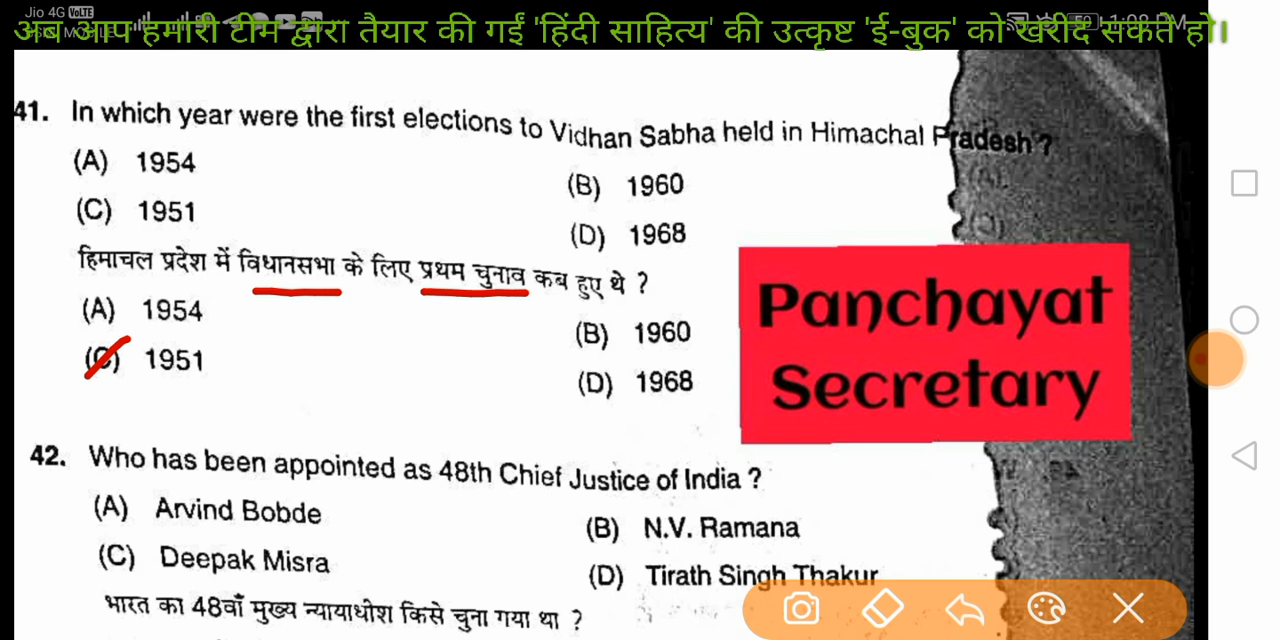 Jio 4G VoLTE
अब आप हमारी टीम द्वारा तैयार की गई 'हिंदी साहित्य' की उत्कृष्ट 'ई-बुक' को खरीद सकते हो।
41. In which year were the first elections to Vidhan Sabha held in Himachal Pradesh ?
(A) 1954
(B) 1960
(C) 1951
(D) 1968
हिमाचल प्रदेश में विधानसभा के लिए प्रथम चुनाव कब हुए थे ?
(A) 1954
(B) 1960
(C) 1951
(D) 1968
Panchayat
Secretary
42. Who has been appointed as 48th Chief Justice of India ?
(A) Arvind Bobde
(B) N.V. Ramana
(C) Deepak Misra
(D) Tirath Singh Thakur
भारत का 48वाँ मुख्य न्यायाधीश किसे चुना गया था ?